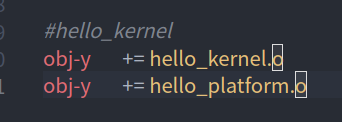 #hello_kernel
obj-y += hello_kernel.o
obj-y += hello_platform.o